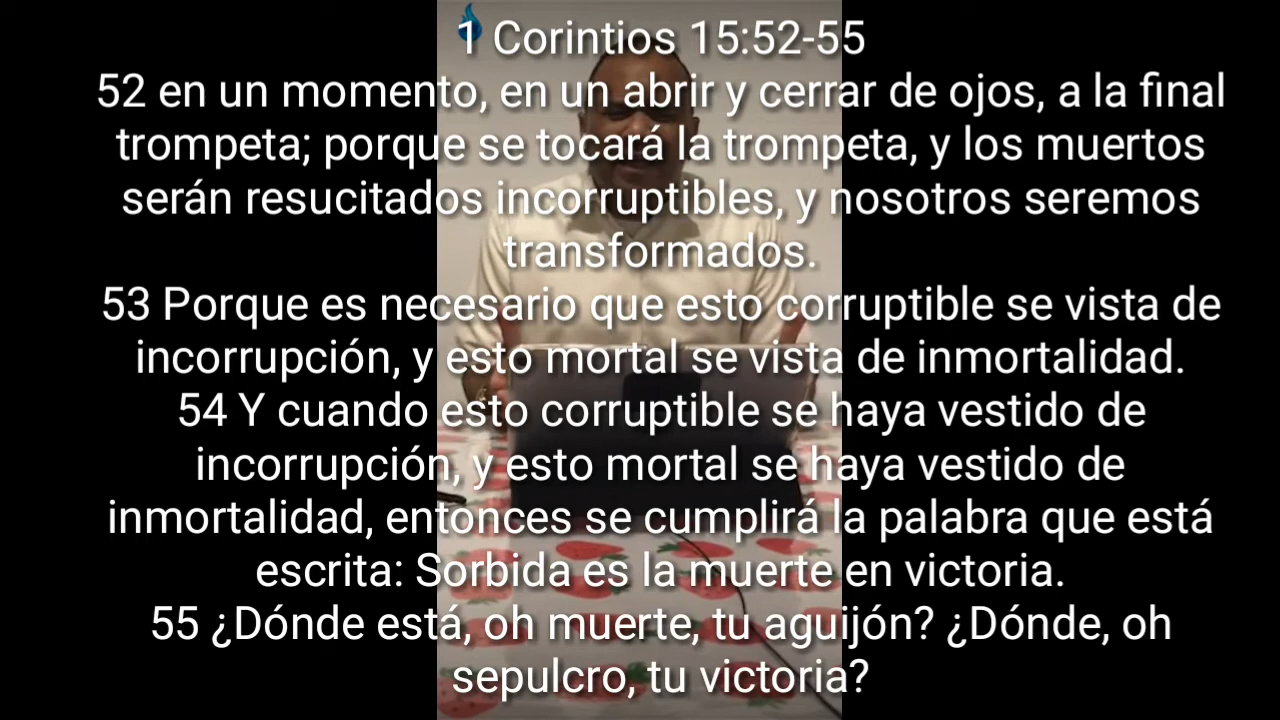 1 Corintios 15:52-55
52 en un momento, en un abrir y cerrar de ojos, a la final
trompeta; porque se tocará la trompeta, y los muertos
serán resucitados incorruptibles, y nosotros seremos
transformados.
53 Porque es necesario que esto corruptible se vista de
incorrupción, y esto mortal se vista de inmortalidad.
54 Y cuando esto corruptible se haya vestido de
incorrupción, y esto mortal se haya vestido de
inmortalidad, entonces se cumplirá la palabra que está
escrita: Sorbida es la muerte en victoria.
55 ¿Dónde está, oh muerte, tu aguijón? ¿Dónde, oh
sepulcro, tu victoria?